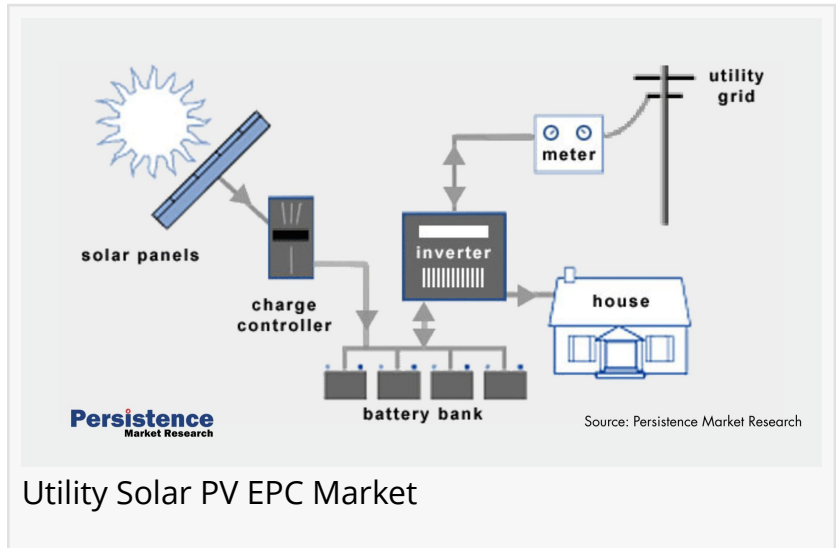 utility
grid
meter
solar panels
inverter
charge
controller
house
battery bank
Persistence
Market Research
Source: Persistence Market Research
Utility Solar PV EPC Market